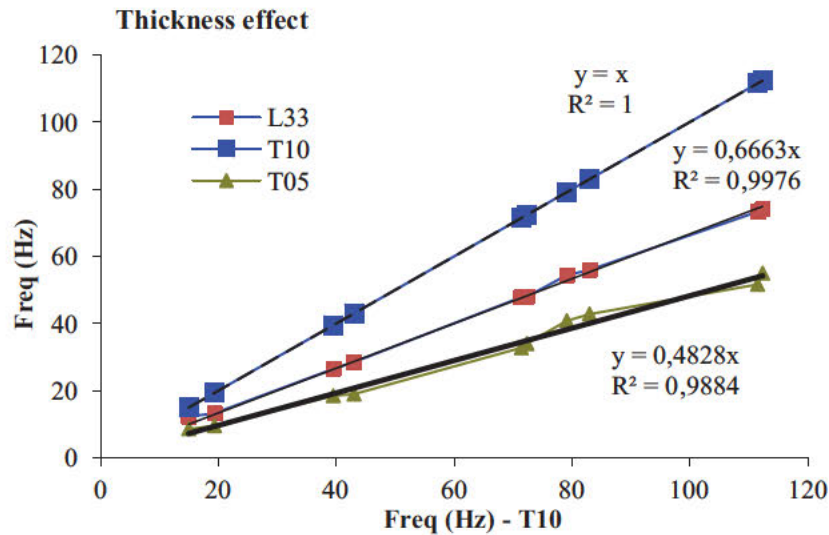 Thickness effect
120
100
80
60
40
20
0
Freq (Hz)
L33
T10
T05
y = x
R² = 1
y = 0,6663x
R² = 0,9976
y = 0,4828x
R² = 0,9884
0
20
40
60
80
100
120
Freq (Hz) - T10